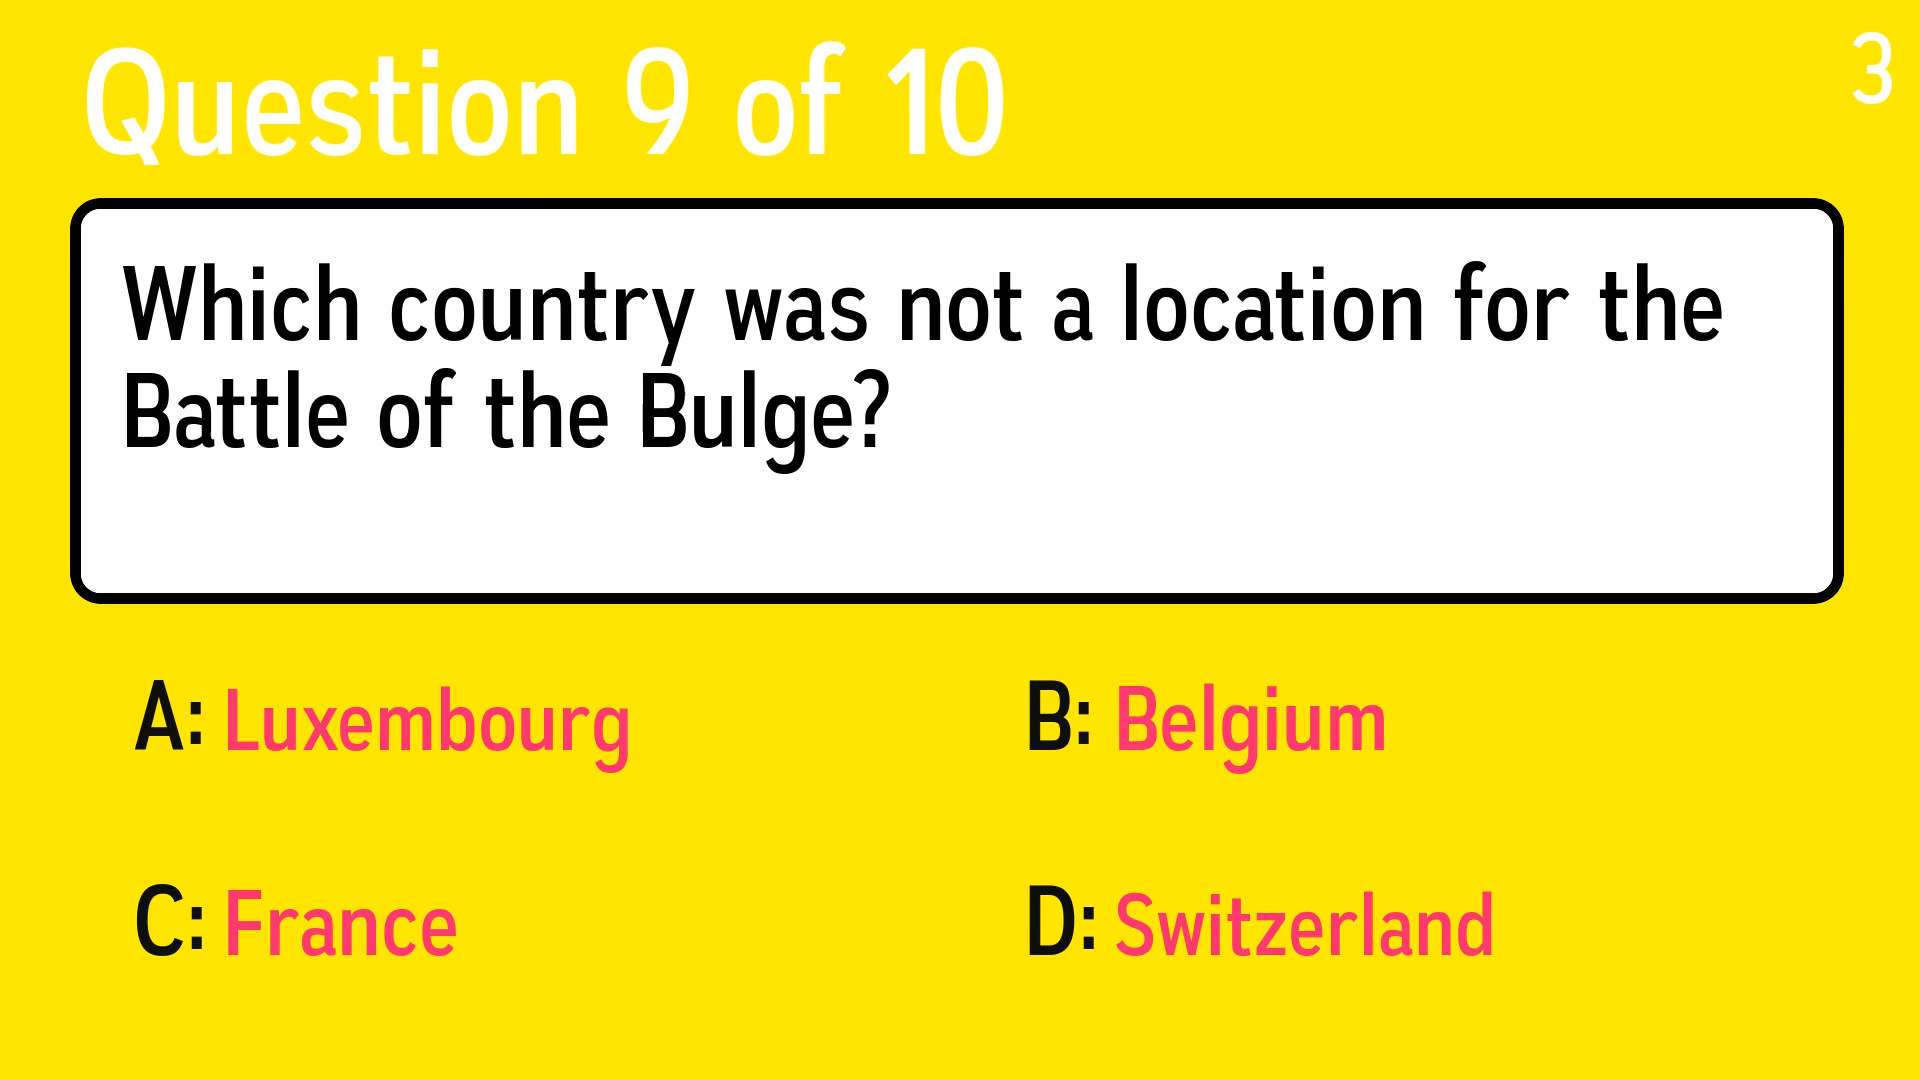 Question 9 of 10
3
Which country was not a location for the
Battle of the Bulge?
A: Luxembourg
B: Belgium
C: France
D: Switzerland